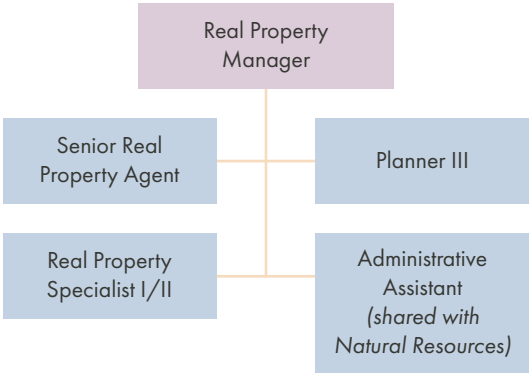 Real Property
Manager
Senior Real
Property Agent
Planner III
Real Property
Specialist I/II
Administrative
Assistant
(shared with
Natural Resources)